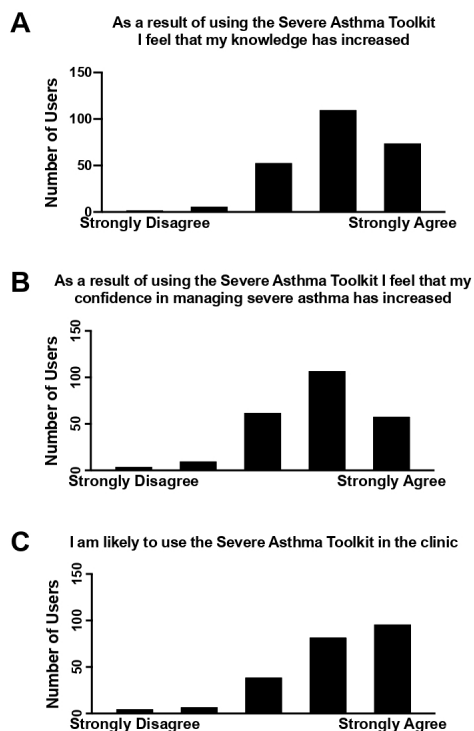 A
As a result of using the Severe Asthma Toolkit
I feel that my knowledge has increased
150
100
50
0
Number of Users
Strongly Disagree Strongly Agree
B
As a result of using the Severe Asthma Toolkit I feel that my
confidence in managing severe asthma has increased
150
100
50
0
Number of Users
Strongly Disagree Strongly Agree
C
I am likely to use the Severe Asthma Toolkit in the clinic
150
100
50
0
Number of Users
Strongly Disagree Strongly Agree